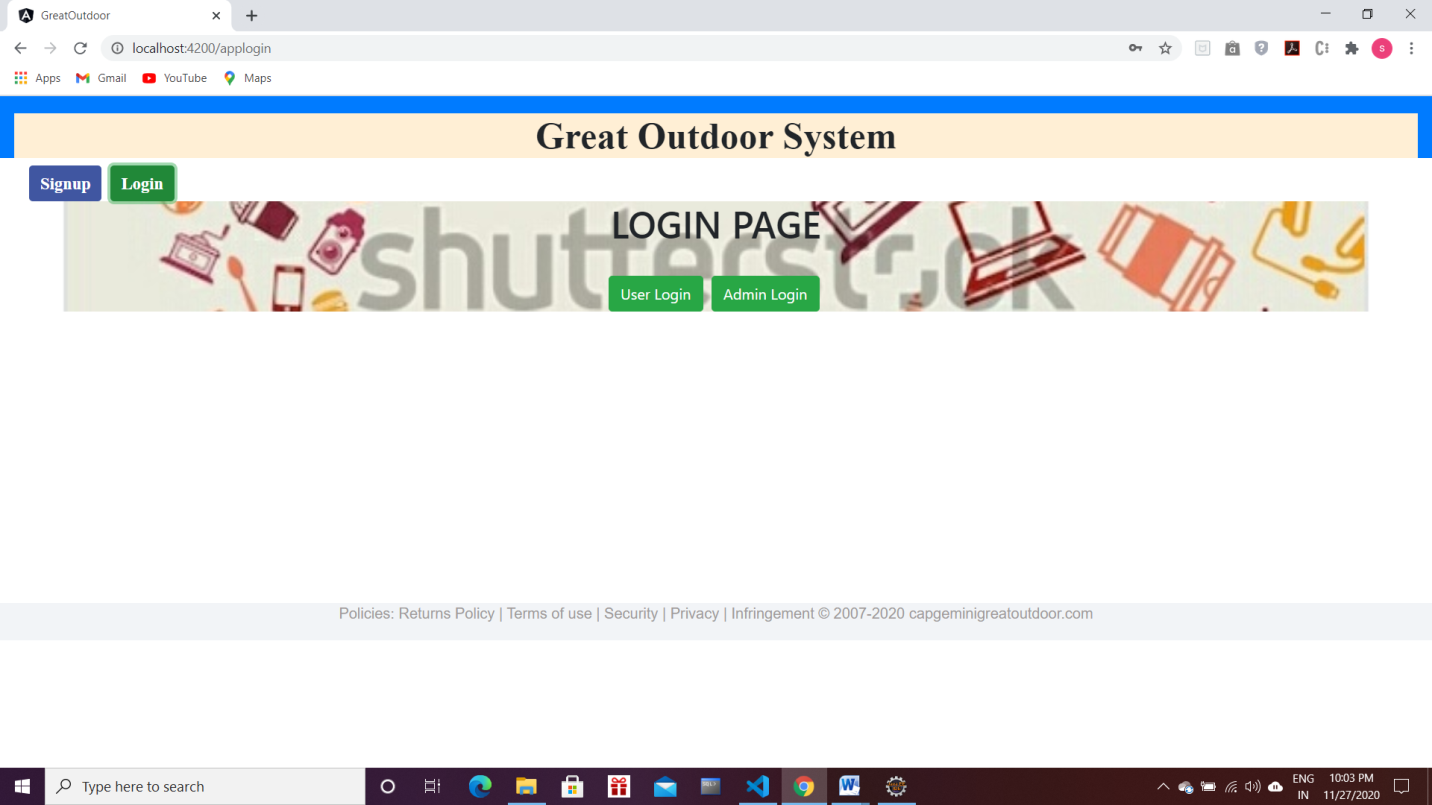 GreatOutdoor
localhost:4200/applogin
S
Apps Gmail YouTube Maps
Great Outdoor System
Signup Login
LOGIN PAGE
shutterstock
User Login Admin Login
Policies: Returns Policy | Terms of use | Security | Privacy | Infringement © 2007-2020 capgeminigreatoutdoor.com
Type here to search
ENG 10:03 PM
IN 11/27/2020